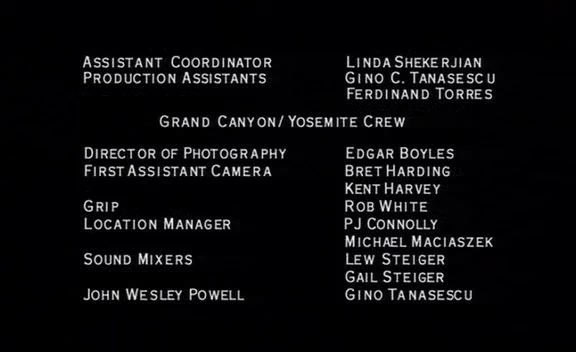 ASSISTANT COORDINATOR LINDA SHEKERJIAN
PRODUCTION ASSISTANTS GINO C. TANASESCU
FERDINAND TORRES
GRAND CANYON/YOSEMITE CREW
DIRECTOR OF PHOTOGRAPHY EDGAR BOYLES
FIRST ASSISTANT CAMERA BRET HARDING
KENT HARVEY
GRIP ROB WHITE
LOCATION MANAGER PJ CONNOLLY
MICHAEL MACIASZEK
SOUND MIXERS LEW STEIGER
GAIL STEIGER
JOHN WESLEY POWELL GINO TANASESCU